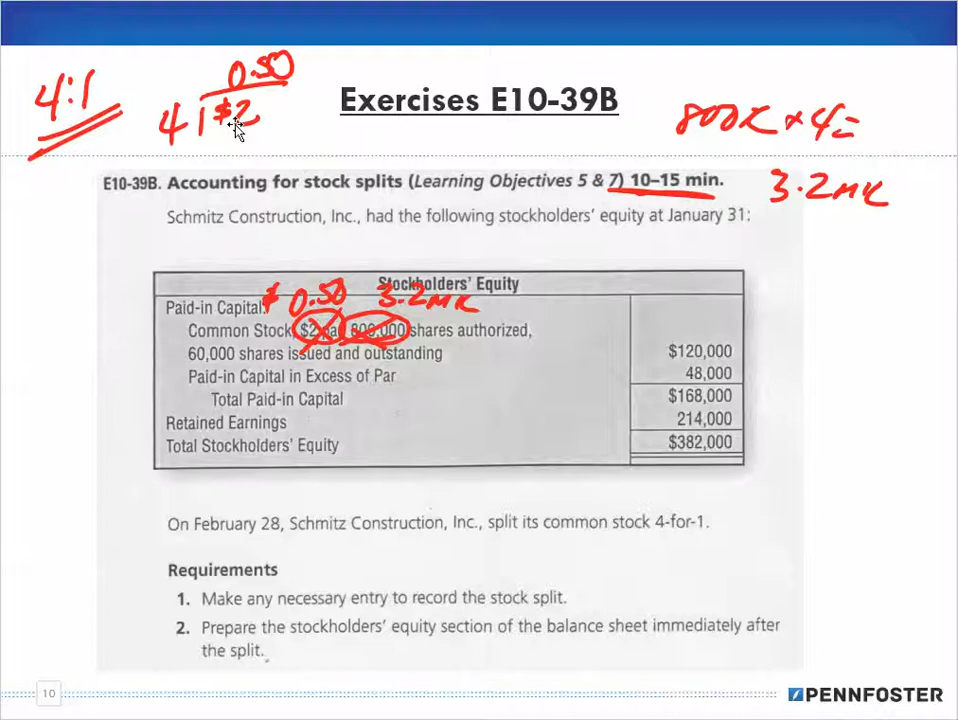 4:1
0.50
4 $2
Exercises E10-39B
800K × 4 =
3.2MK
E10-39B. Accounting for stock splits (Learning Objectives 5 & 7) 10–15 min.
Schmitz Construction, Inc., had the following stockholders' equity at January 31:
Stockholders' Equity
Paid-in Capital:
$ 0.50 3.2MK
Common Stock, $2 par, 800,000 shares authorized,
60,000 shares issued and outstanding $120,000
Paid-in Capital in Excess of Par 48,000
Total Paid-in Capital $168,000
Retained Earnings 214,000
Total Stockholders' Equity $382,000
On February 28, Schmitz Construction, Inc., split its common stock 4-for-1.
Requirements
1. Make any necessary entry to record the stock split.
2. Prepare the stockholders' equity section of the balance sheet immediately after
the split.
10
PENNFOSTER